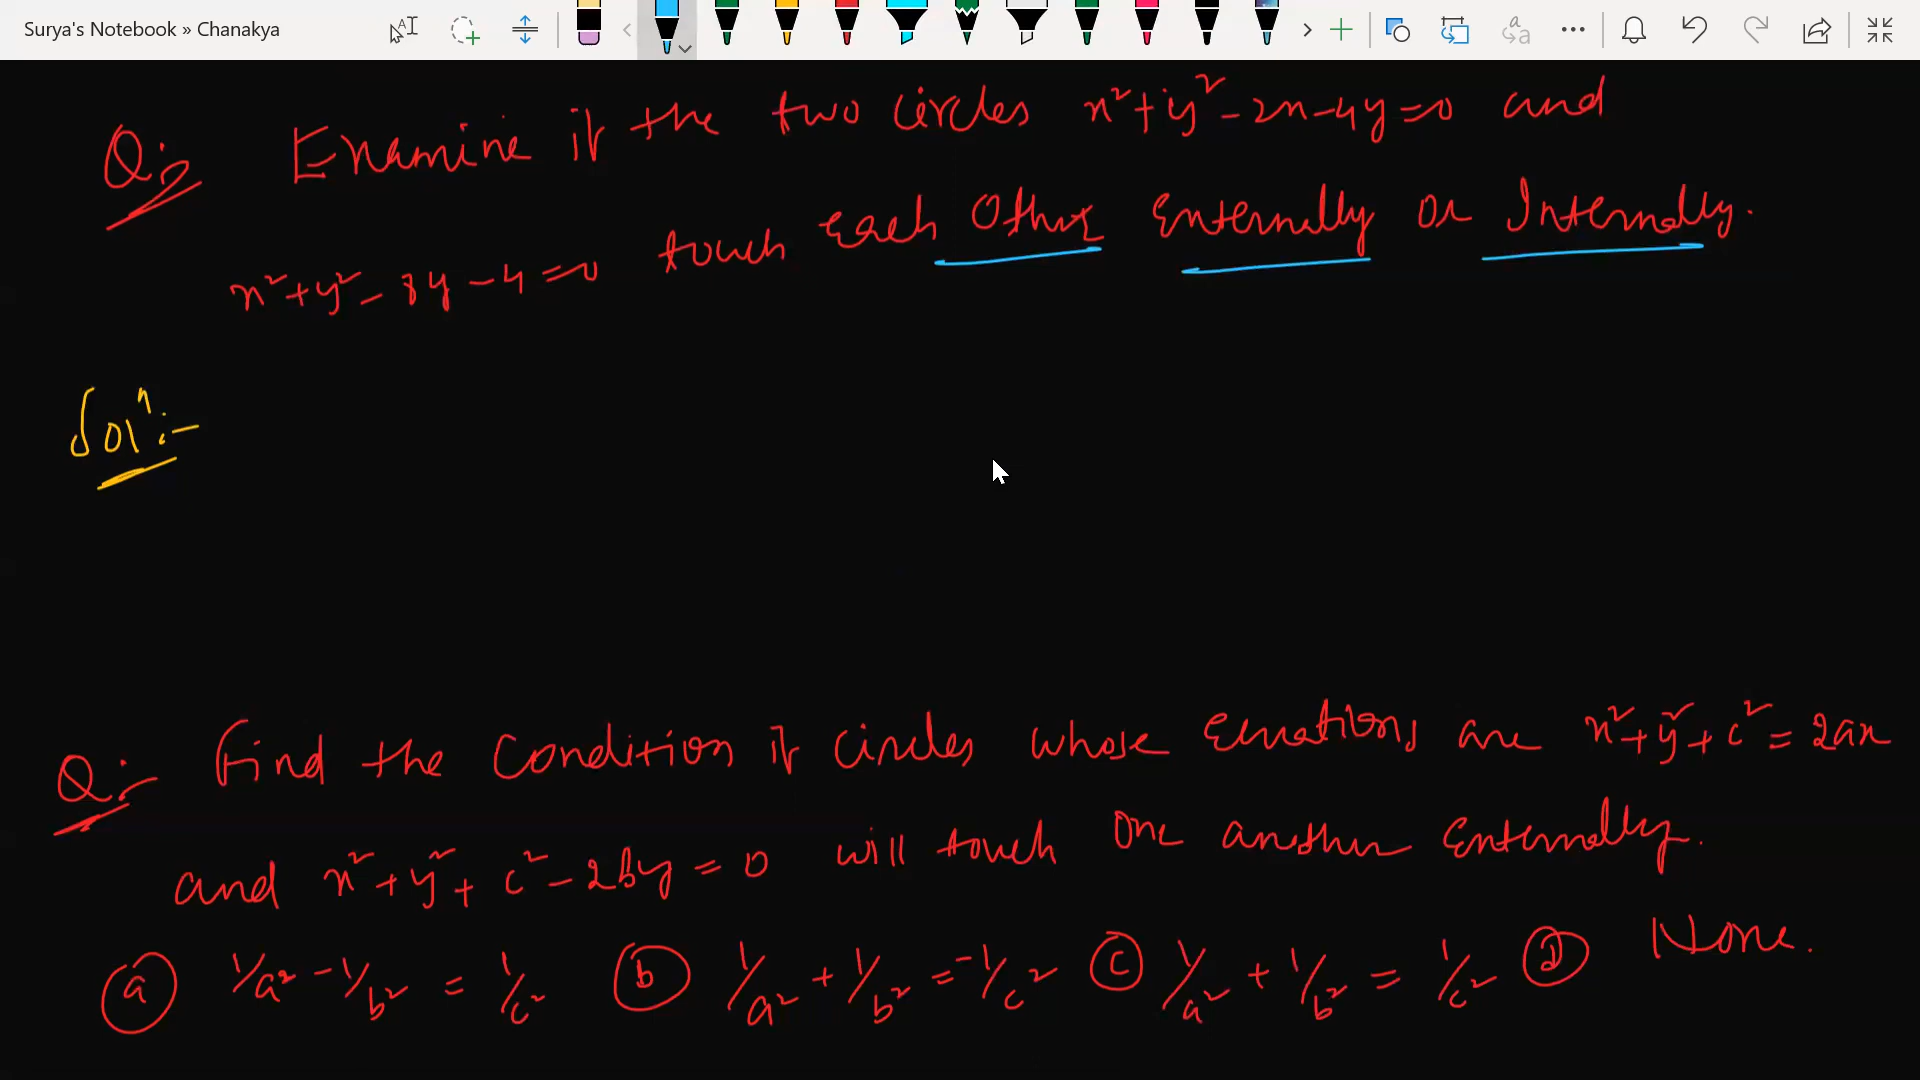 Surya's Notebook » Chanakya
Q:- Examine if the two circles x²+y²-2x-4y=0 and
x²+y²-8y-4=0 touch each other Externally or Internally.
Solⁿ:-
Q:- Find the condition if circles whose equations are x²+y²+c²=2ax
and x²+y²+c²-2by=0 will touch one another Externally.
(a) 1/a² - 1/b² = 1/c² (b) 1/a² + 1/b² = -1/c² (c) 1/a² + 1/b² = 1/c² (d) None.